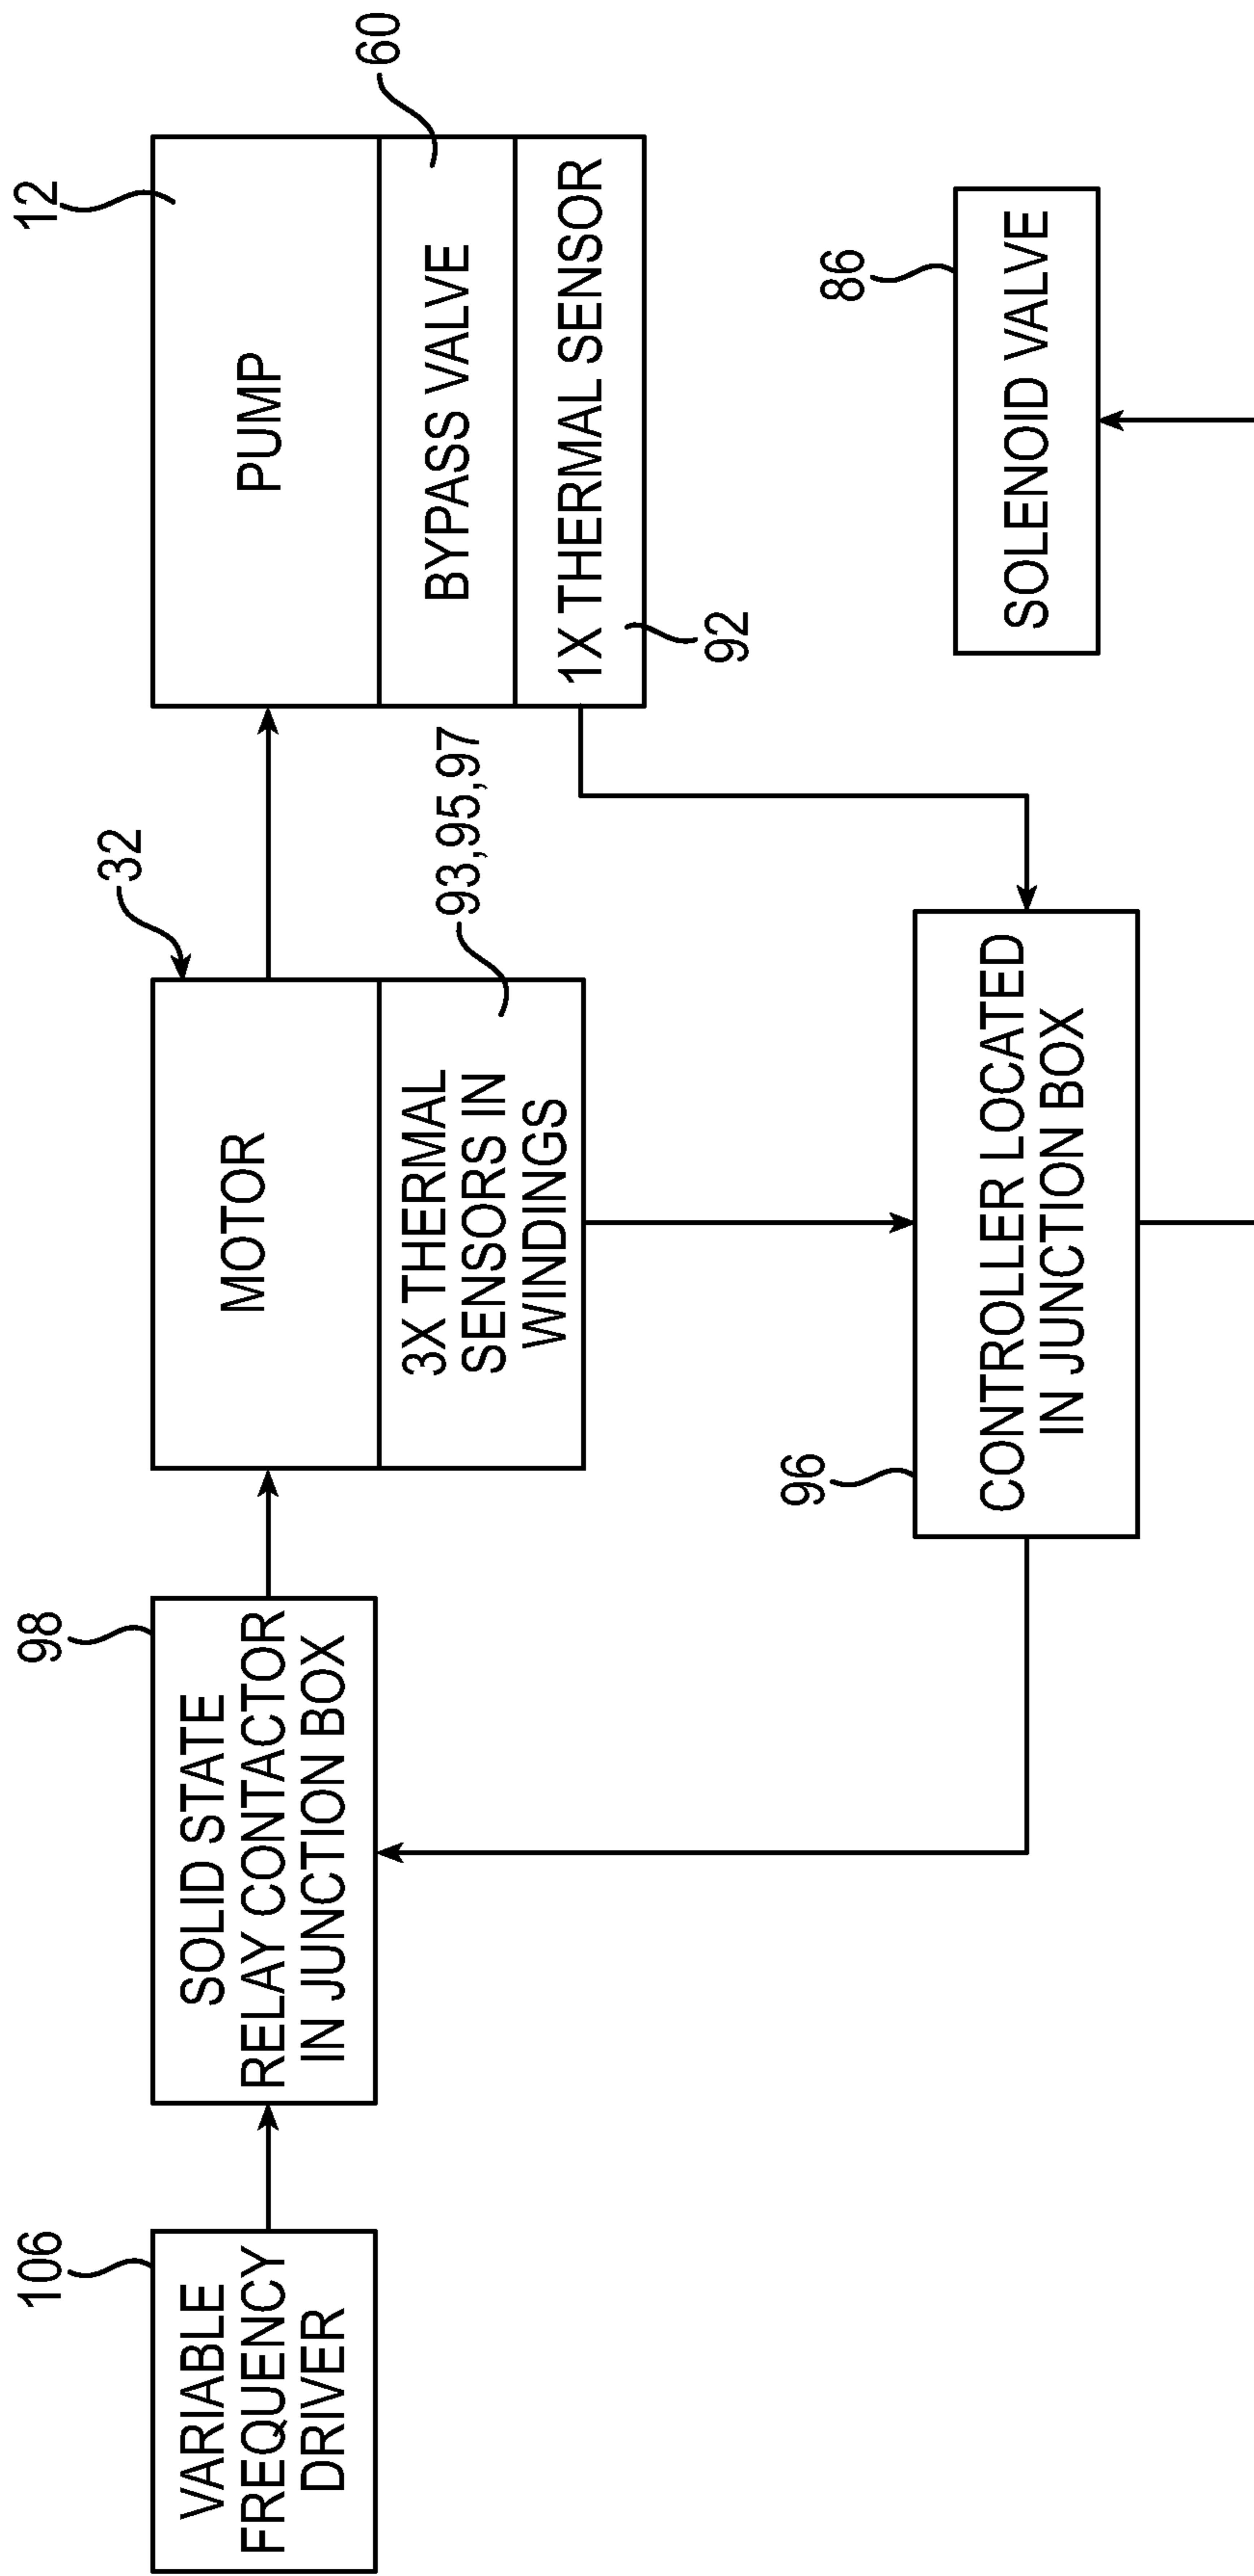 106
VARIABLE
FREQUENCY
DRIVER
98
SOLID STATE
RELAY CONTACTOR
IN JUNCTION BOX
32
MOTOR
3X THERMAL
SENSORS IN
WINDINGS
93,95,97
12
PUMP
60
BYPASS VALVE
1X THERMAL SENSOR
92
96
CONTROLLER LOCATED
IN JUNCTION BOX
86
SOLENOID VALVE